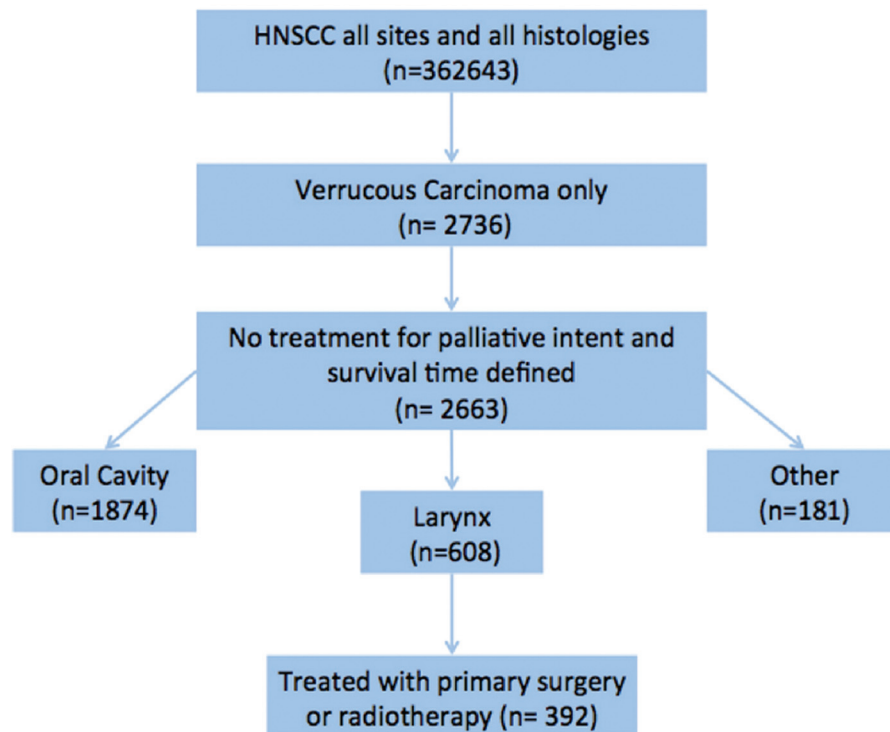 HNSCC all sites and all histologies
(n=362643)
Verrucous Carcinoma only
(n= 2736)
No treatment for palliative intent and
survival time defined
(n= 2663)
Oral Cavity
(n=1874)
Larynx
(n=608)
Other
(n=181)
Treated with primary surgery
or radiotherapy (n= 392)